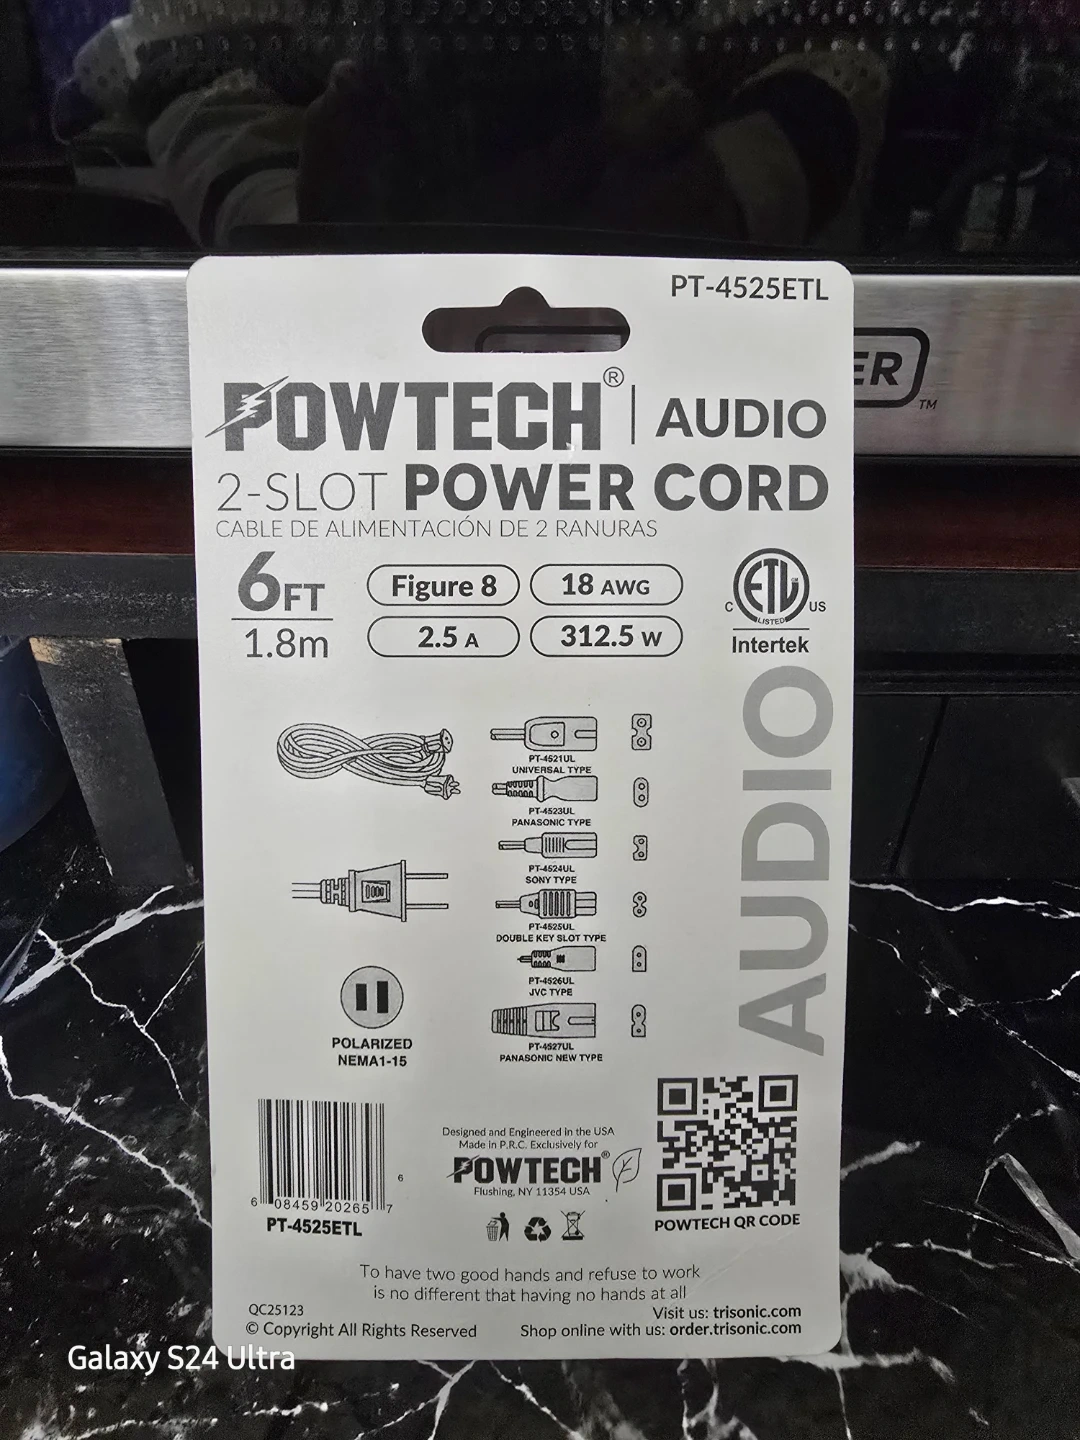 PT-4525ETL
ER
TM
POWTECH® | AUDIO
2-SLOT POWER CORD
CABLE DE ALIMENTACIÓN DE 2 RANURAS
6FT
1.8m
Figure 8
18 AWG
2.5 A
312.5 W
C ETL US
LISTED
Intertek
AUDIO
PT-4521UL
UNIVERSAL TYPE
PT-4523UL
PANASONIC TYPE
PT-4524UL
SONY TYPE
PT-4525UL
DOUBLE KEY SLOT TYPE
PT-4526UL
JVC TYPE
PT-4527UL
PANASONIC NEW TYPE
POLARIZED
NEMA1-15
6 08459 20265 7
6
PT-4525ETL
Designed and Engineered in the USA
Made in P.R.C. Exclusively for
POWTECH®
Flushing, NY 11354 USA
POWTECH QR CODE
To have two good hands and refuse to work
is no different that having no hands at all
QC25123
© Copyright All Rights Reserved
Visit us: trisonic.com
Shop online with us: order.trisonic.com
Galaxy S24 Ultra